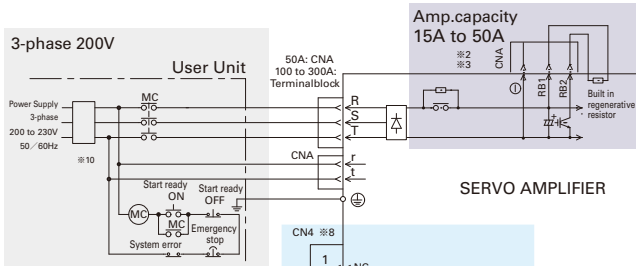 3-phase 200V
User Unit
Power Supply
3-phase
200 to 230V
50／60Hz
※10
MC
Start ready
ON
Start ready
OFF
MC
MC
Emergency
stop
System error
50A: CNA
100 to 300A:
Terminalblock
R
S
T
CNA
r
t
Amp.capacity
15A to 50A
※2
※3
CNA
RB1
RB2
Built in
regenerative
resistor
SERVO AMPLIFIER
CN4 ※8
1
NC